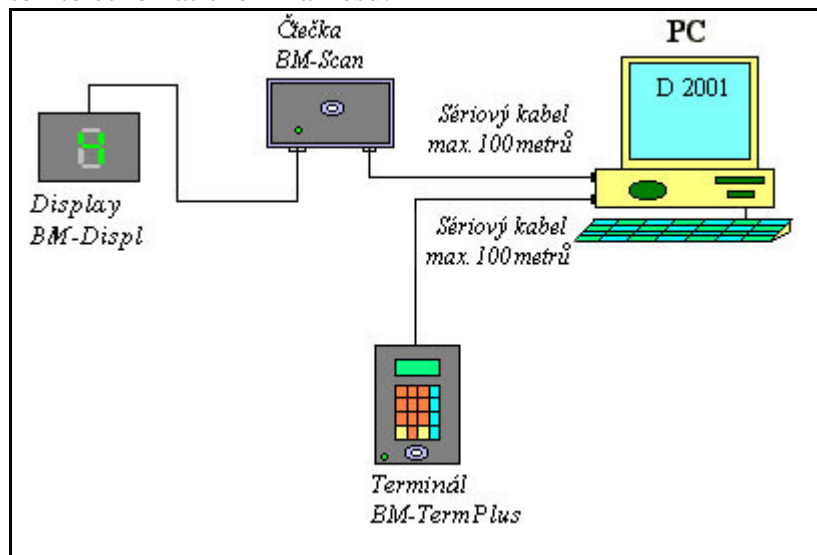 Čtečka
BM-Scan
PC
D 2001
Sériový kabel
max. 100 metrů
4
Display
BM-Displ
Sériový kabel
max. 100 metrů
Terminál
BM-TermPlus